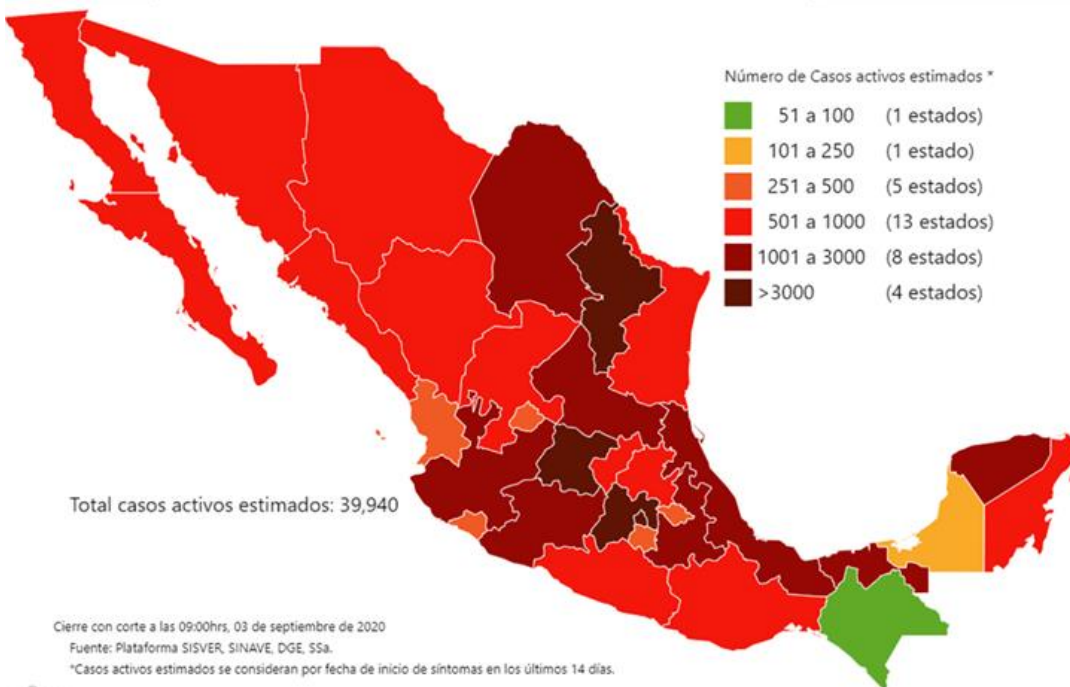 Número de Casos activos estimados *
51 a 100 (1 estados)
101 a 250 (1 estado)
251 a 500 (5 estados)
501 a 1000 (13 estados)
1001 a 3000 (8 estados)
>3000 (4 estados)
Total casos activos estimados: 39,940
Cierre con corte a las 09:00hrs, 03 de septiembre de 2020
Fuente: Plataforma SISVER, SINAVE, DGE, SSa.
*Casos activos estimados se consideran por fecha de inicio de síntomas en los últimos 14 días.